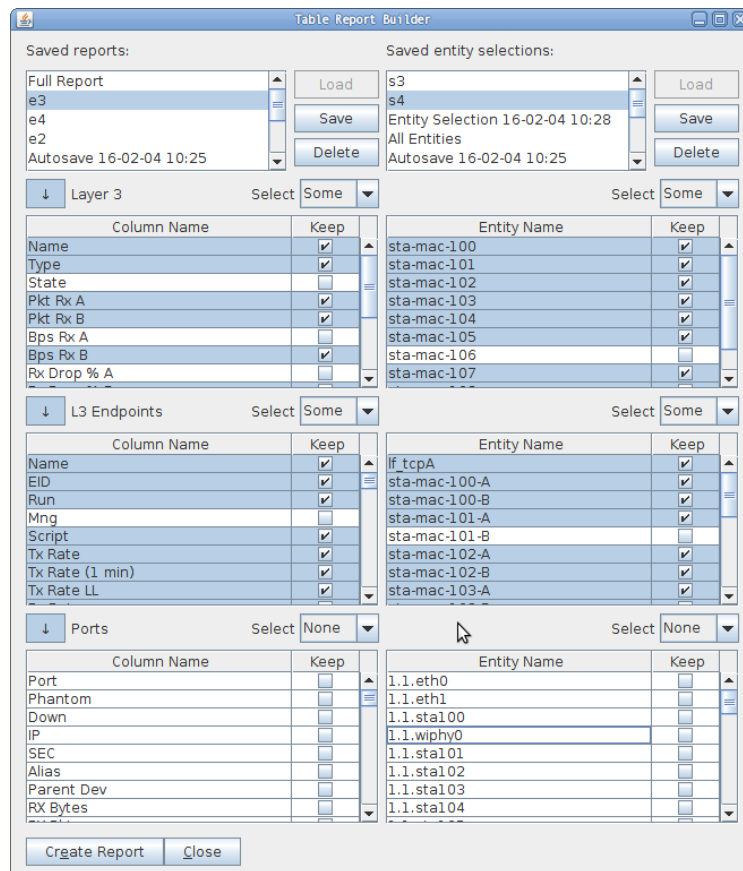 Table Report Builder
Saved reports:
Full Report
e3
e4
e2
Autosave 16-02-04 10:25
Load
Save
Delete
Saved entity selections:
s3
s4
Entity Selection 16-02-04 10:28
All Entities
Autosave 16-02-04 10:25
Load
Save
Delete
↓ Layer 3 Select Some
Select Some
Column Name Keep
Name
Type
State
Pkt Rx A
Pkt Rx B
Bps Rx A
Bps Rx B
Rx Drop % A
Entity Name Keep
sta-mac-100
sta-mac-101
sta-mac-102
sta-mac-103
sta-mac-104
sta-mac-105
sta-mac-106
sta-mac-107
↓ L3 Endpoints Select Some
Select Some
Column Name Keep
Name
EID
Run
Mng
Script
Tx Rate
Tx Rate (1 min)
Tx Rate LL
Entity Name Keep
lf_tcpA
sta-mac-100-A
sta-mac-100-B
sta-mac-101-A
sta-mac-101-B
sta-mac-102-A
sta-mac-102-B
sta-mac-103-A
↓ Ports Select None
Select None
Column Name Keep
Port
Phantom
Down
IP
SEC
Alias
Parent Dev
RX Bytes
Entity Name Keep
1.1.eth0
1.1.eth1
1.1.sta100
1.1.wiphy0
1.1.sta101
1.1.sta102
1.1.sta103
1.1.sta104
Create Report Close